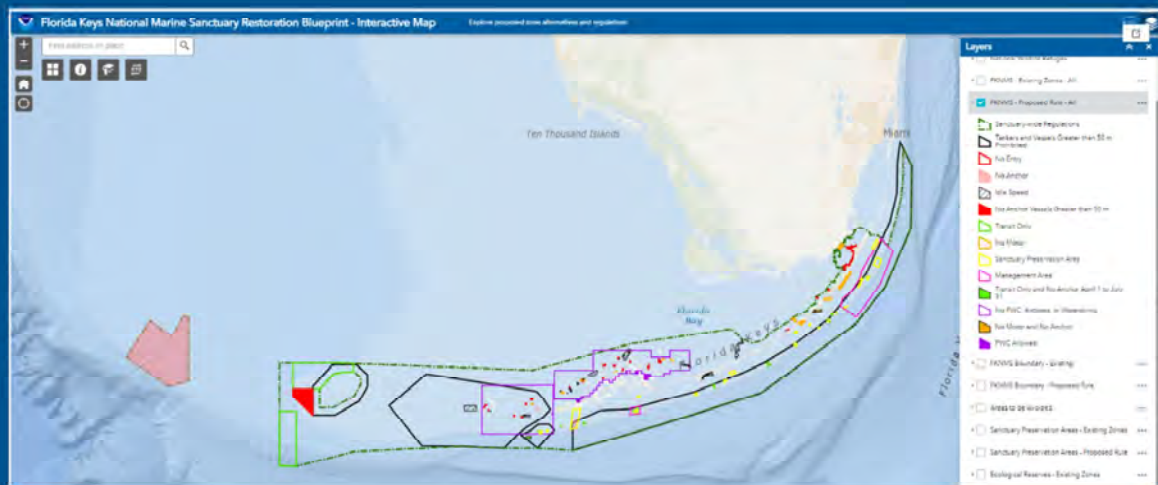 Florida Keys National Marine Sanctuary Restoration Blueprint - Interactive Map
Explore proposed zone alternatives and regulations
Find address or place
Layers
FKNMS - Existing Zones - All
FKNMS - Proposed Rule - All
Sanctuary-wide Regulations
Tankers and Vessels Greater than 50 m
Prohibited
No Entry
No Anchor
Idle Speed
No Anchor Vessels Greater than 50 m
Transit Only
No Motor
Sanctuary Preservation Area
Management Area
Transit Only and No Anchor April 1 to July
31
No PWC, Airboats, or Watersking
No Motor and No Anchor
PWC Allowed
FKNMS Boundary - Existing
FKNMS Boundary - Proposed Rule
Areas to be Avoided
Sanctuary Preservation Areas - Existing Zones
Sanctuary Preservation Areas - Proposed Rule
Ecological Reserves - Existing Zones
Ten Thousand Islands
Miami
Florida
Bay
Florida Keys
Florida